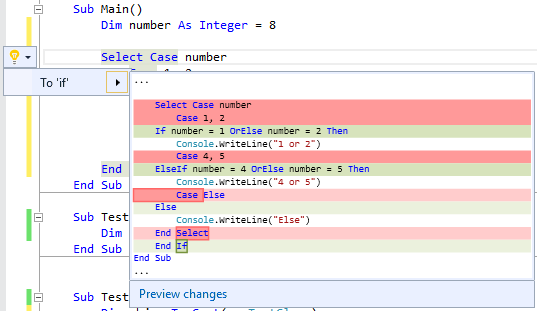 Sub Main()
Dim number As Integer = 8
Select Case number
To 'if'
...
Select Case number
Case 1, 2
If number = 1 OrElse number = 2 Then
Console.WriteLine("1 or 2")
Case 4, 5
ElseIf number = 4 OrElse number = 5 Then
Console.WriteLine("4 or 5")
Case Else
Else
Console.WriteLine("Else")
End Select
End If
End Sub
...
Preview changes
End
End Sub
Sub Test
Dim
End Sub
Sub Test